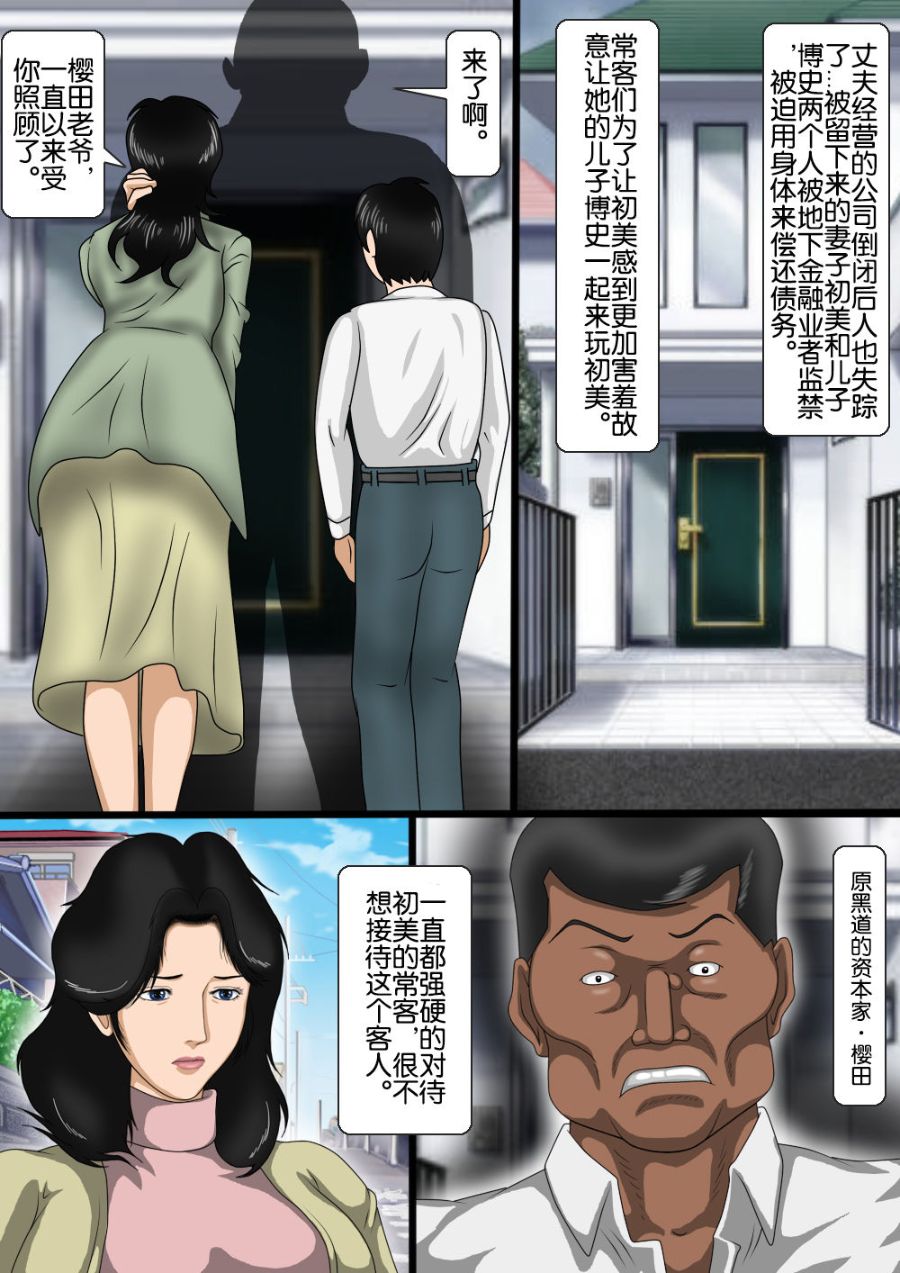 丈夫经营的公司倒闭后人也失踪
了…被留下来的妻子初美和儿子
博史两个人被地下金融业者监禁
，被迫用身体来偿还债务。
常客们为了让初美感到更加害羞故
意让她的儿子博史一起来玩初美。
来了啊。
樱田老爷，
一直以来受
你照顾了。
原黑道的资本家·樱田
一直都强硬的对待
初美的常客，很不
想接待这个客人。